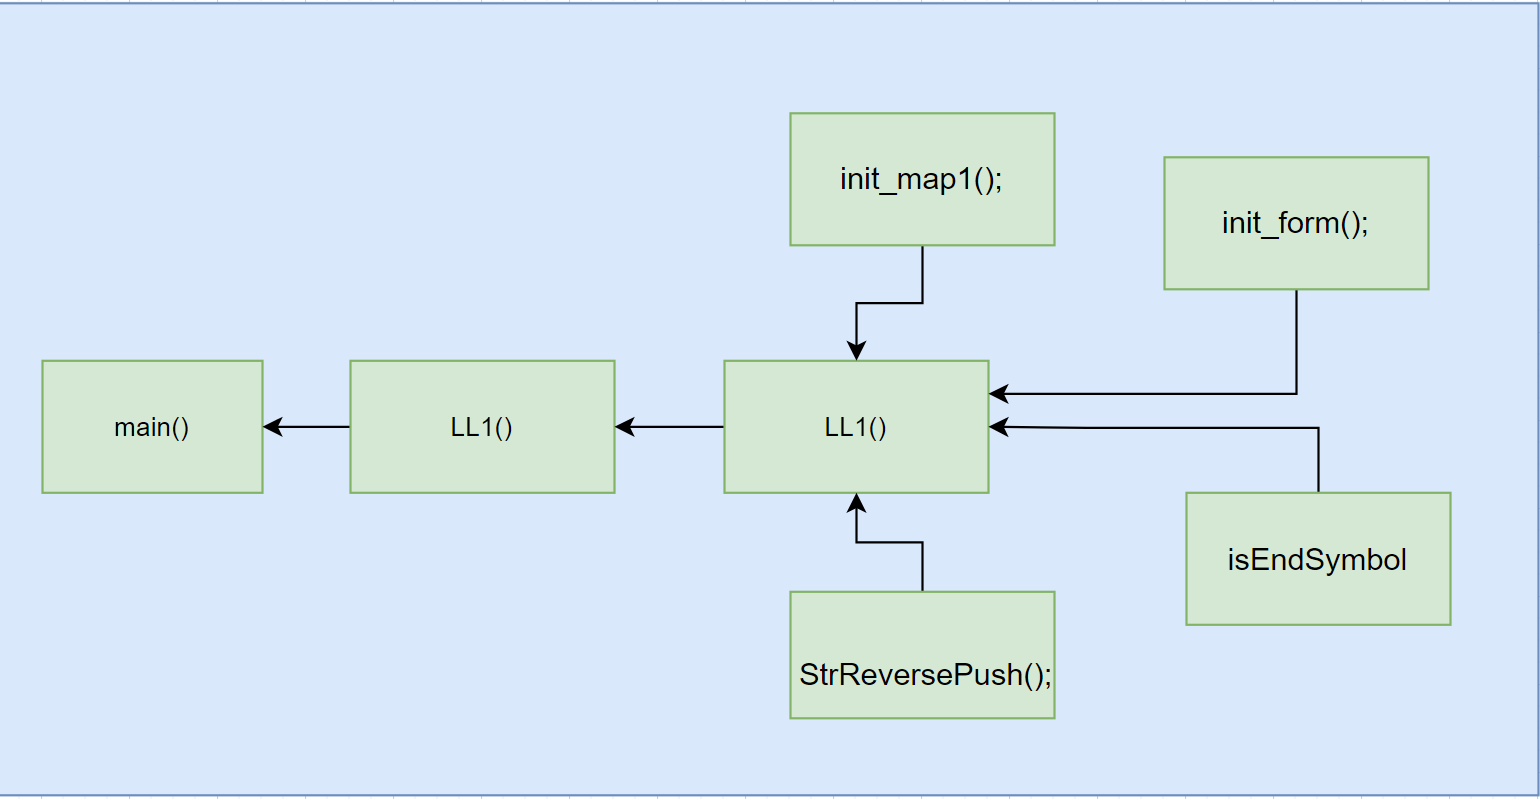 init_map1();
init_form();
main()
LL1()
LL1()
isEndSymbol
StrReversePush();